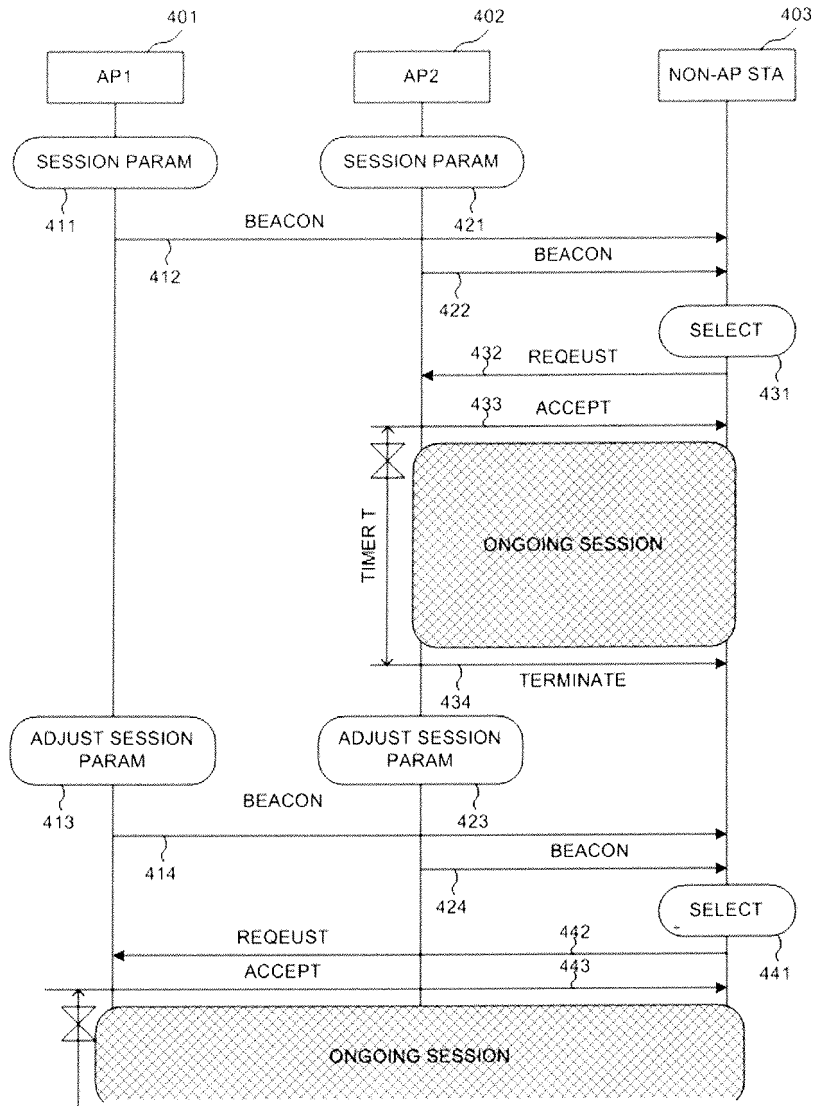 401
402
403
AP1
AP2
NON-AP STA
SESSION PARAM
SESSION PARAM
411
421
BEACON
412
BEACON
422
SELECT
431
432
REQEUST
433
ACCEPT
TIMER T
ONGOING SESSION
434
TERMINATE
ADJUST SESSION
PARAM
ADJUST SESSION
PARAM
413
423
BEACON
414
BEACON
424
SELECT
441
REQEUST
442
ACCEPT
443
ONGOING SESSION